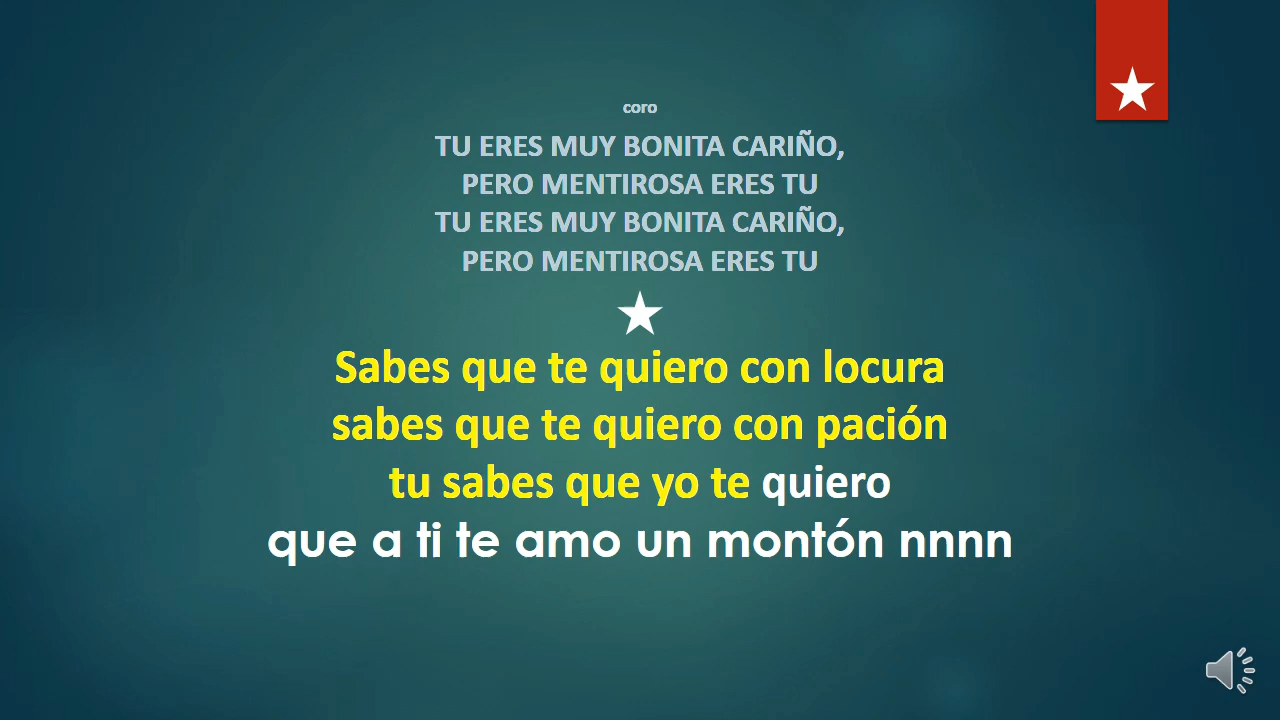 coro
TU ERES MUY BONITA CARIÑO,
PERO MENTIROSA ERES TU
TU ERES MUY BONITA CARIÑO,
PERO MENTIROSA ERES TU
Sabes que te quiero con locura
sabes que te quiero con pación
tu sabes que yo te quiero
que a ti te amo un montón nnnn